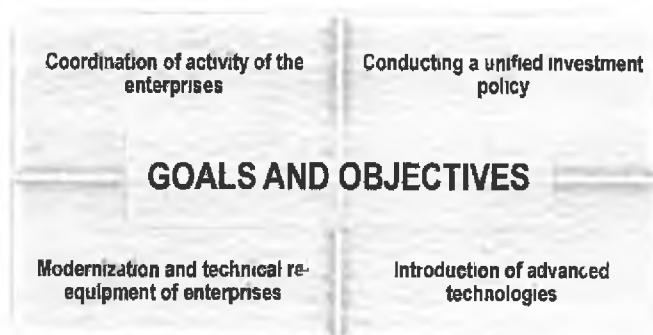 Coordination of activity of the
enterprises
Conducting a unified investment
policy
GOALS AND OBJECTIVES
Modernization and technical re-
equipment of enterprises
Introduction of advanced
technologies